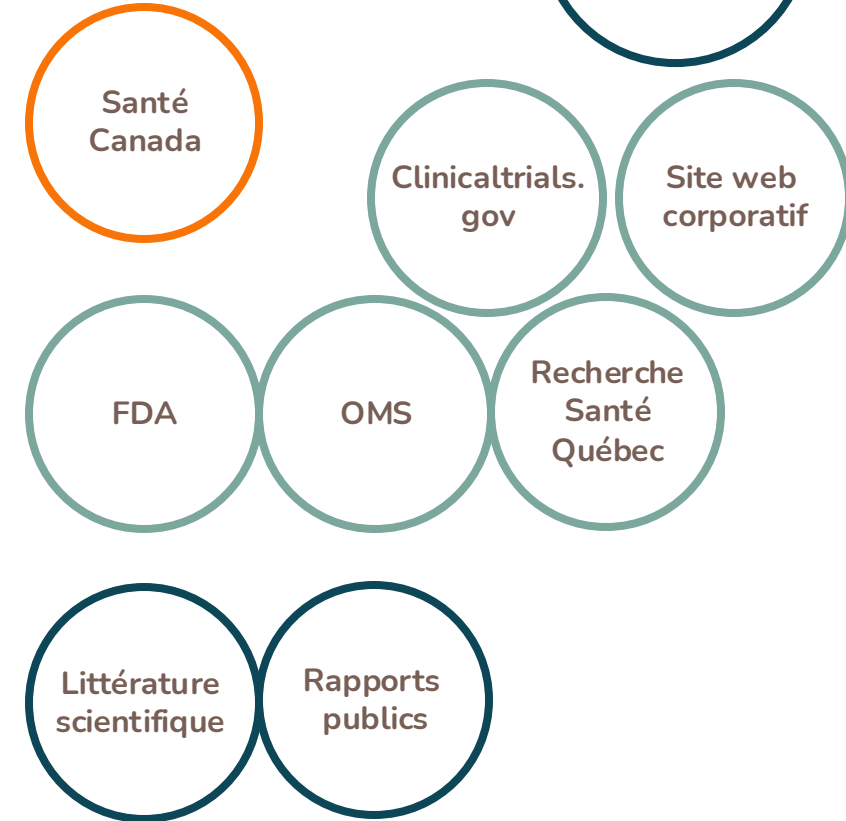 Santé
Canada
Clinicaltrials.
gov
Site web
corporatif
FDA
OMS
Recherche
Santé
Québec
Littérature
scientifique
Rapports
publics